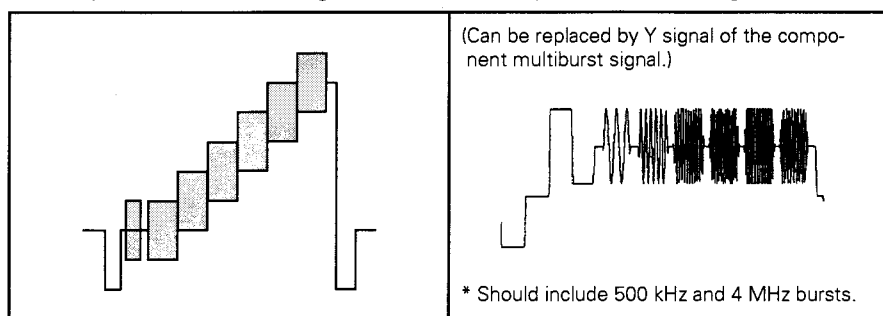 (Can be replaced by Y signal of the compo-
nent multiburst signal.)
* Should include 500 kHz and 4 MHz bursts.